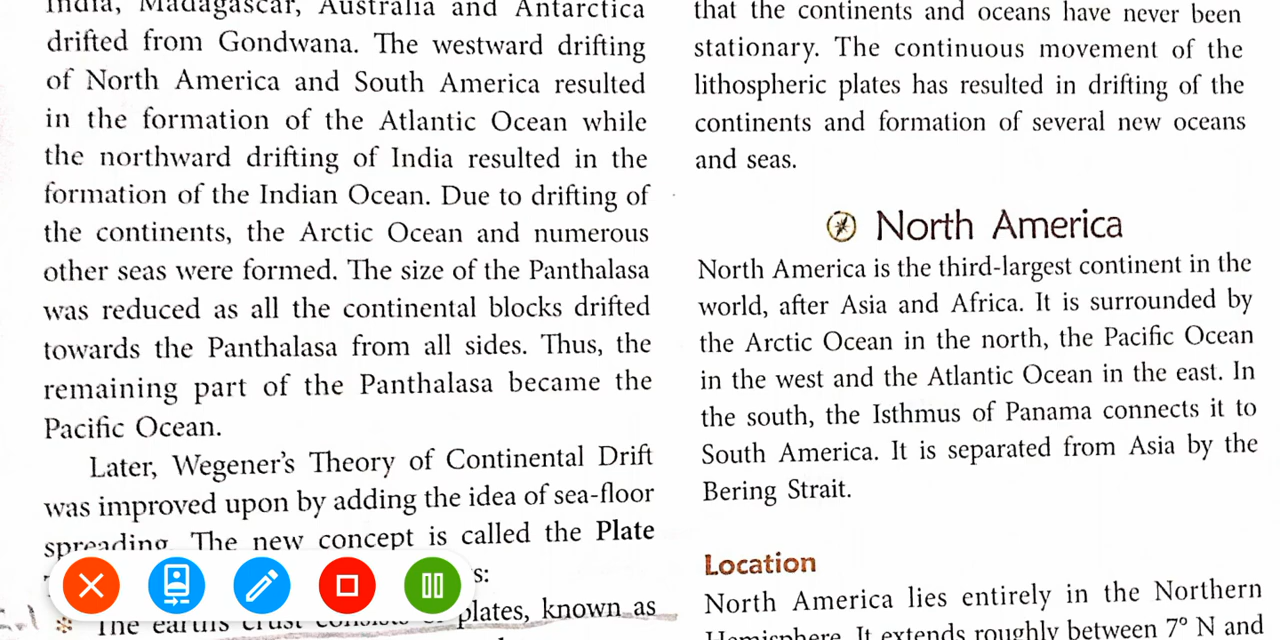 India, Madagascar, Australia and Antarctica
drifted from Gondwana. The westward drifting
of North America and South America resulted
in the formation of the Atlantic Ocean while
the northward drifting of India resulted in the
formation of the Indian Ocean. Due to drifting of
the continents, the Arctic Ocean and numerous
other seas were formed. The size of the Panthalasa
was reduced as all the continental blocks drifted
towards the Panthalasa from all sides. Thus, the
remaining part of the Panthalasa became the
Pacific Ocean.
Later, Wegener's Theory of Continental Drift
was improved upon by adding the idea of sea-floor
spreading. The new concept is called the Plate
s:
The earth's crust consists plates, known as
that the continents and oceans have never been
stationary. The continuous movement of the
lithospheric plates has resulted in drifting of the
continents and formation of several new oceans
and seas.
North America
North America is the third-largest continent in the
world, after Asia and Africa. It is surrounded by
the Arctic Ocean in the north, the Pacific Ocean
in the west and the Atlantic Ocean in the east. In
the south, the Isthmus of Panama connects it to
South America. It is separated from Asia by the
Bering Strait.
Location
North America lies entirely in the Northern
Hemisphere. It extends roughly between 7° N and